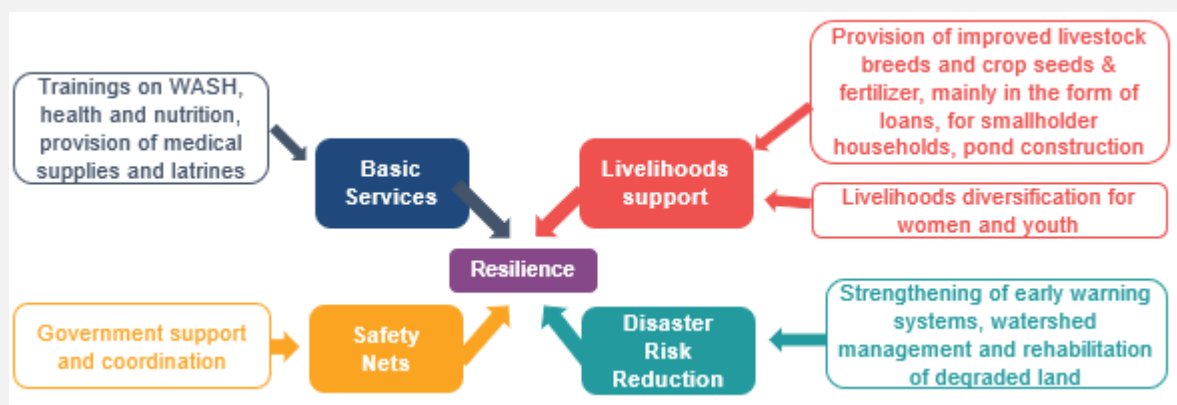 Trainings on WASH,
health and nutrition,
provision of medical
supplies and latrines
Basic
Services
Livelihoods
support
Provision of improved livestock
breeds and crop seeds &
fertilizer, mainly in the form of
loans, for smallholder
households, pond construction
Livelihoods diversification for
women and youth
Resilience
Government support
and coordination
Safety
Nets
Disaster
Risk
Reduction
Strengthening of early warning
systems, watershed
management and rehabilitation
of degraded land